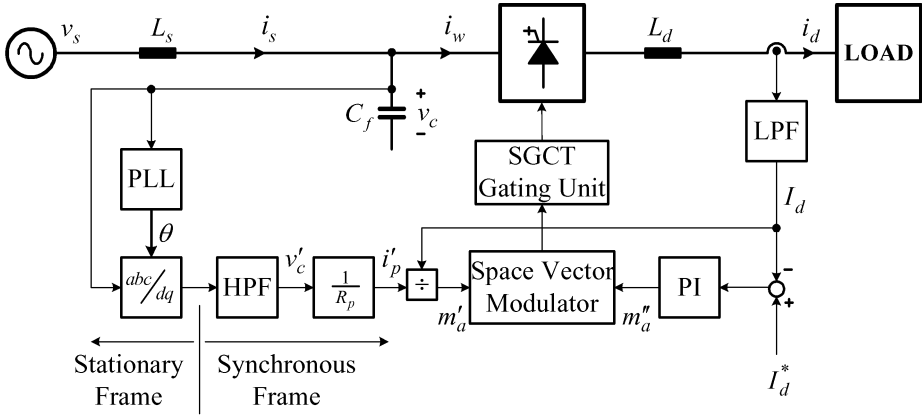 v_s
L_s
i_s
i_w
L_d
i_d
LOAD
C_f
+
v_c
-
LPF
SGCT
Gating Unit
PLL
I_d
θ
abc/dq
HPF
v'_c
1/R_p
i'_p
÷
m'_a
Space Vector
Modulator
m''_a
PI
-
+
Stationary
Frame
Synchronous
Frame
I_d^*